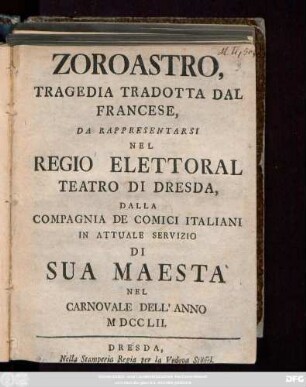 ZOROASTRO,
TRAGEDIA TRADOTTA DAL
FRANCESE,
DA RAPPRESENTARSI
NEL
REGIO ELETTORAL
TEATRO DI DRESDA,
DALLA
COMPAGNIA DE COMICI ITALIANI
IN ATTUALE SERVIZIO
DI
SUA MAESTA'
NEL
CARNOVALE DELL'ANNO
MDCCLII.
DRESDA,
Nella Stamperia Regia per la Vedova Stössel.